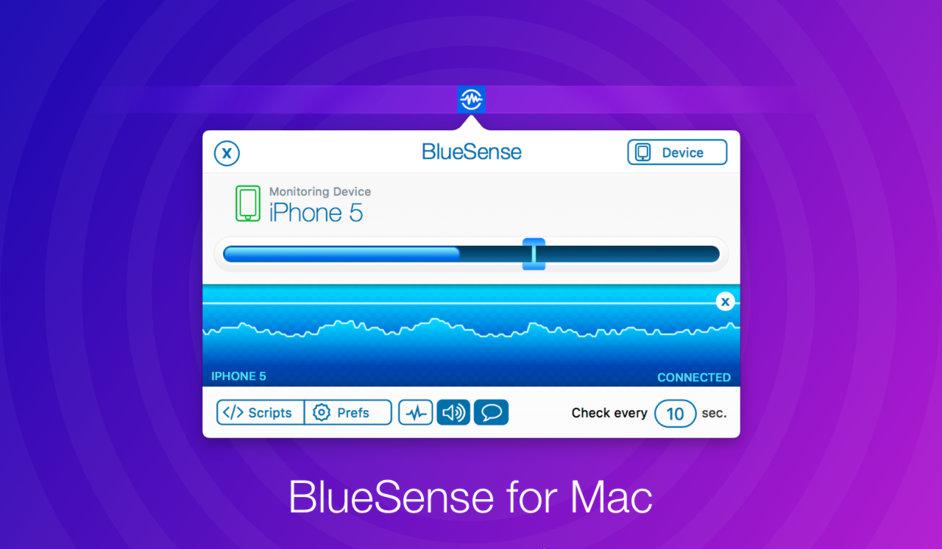 X
BlueSense
Device
Monitoring Device
iPhone 5
X
IPHONE 5
CONNECTED
</> Scripts
Prefs
Check every 10 sec.
BlueSense for Mac